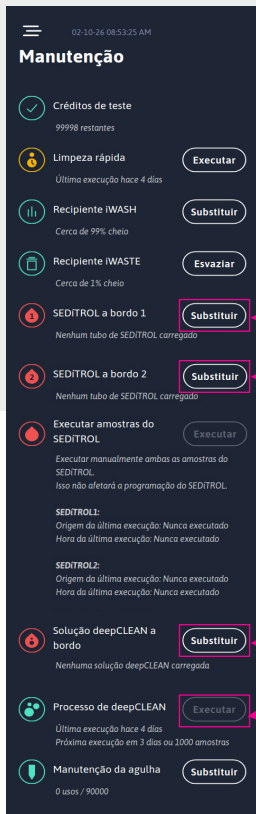 02-10-26 08:53:25 AM
Manutenção
Créditos de teste
99998 restantes
Limpeza rápida
Executar
Última execução hace 4 días
Recipiente iWASH
Substituir
Cerca de 99% cheio
Recipiente iWASTE
Esvaziar
Cerca de 1% cheio
SEDiTROL a bordo 1
Substituir
Nenhum tubo de SEDiTROL carregado
SEDiTROL a bordo 2
Substituir
Nenhum tubo de SEDiTROL carregado
Executar amostras do
SEDiTROL
Executar
Executar manualmente ambas as amostras do
SEDiTROL.
Isso não afetará a programação do SEDiTROL.
SEDiTROL1:
Origem da última execução: Nunca executado
Hora da última execução: Nunca executado
SEDiTROL2:
Origem da última execução: Nunca executado
Hora da última execução: Nunca executado
Solução deepCLEAN a
bordo
Substituir
Nenhuma solução deepCLEAN carregada
Processo de deepCLEAN
Executar
Última execução hace 4 días
Próxima execução em 3 dias ou 1000 amostras
Manutenção da agulha
Substituir
0 usos / 90000